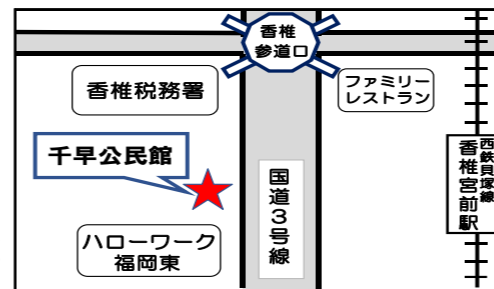 香椎
参道口
香椎税務署
ファミリー
レストラン
千早公民館
国道3号線
西鉄貝塚線
香椎宮前駅
ハローワーク
福岡東